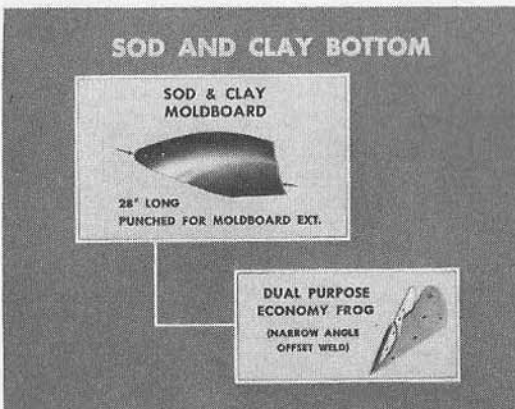 SOD AND CLAY BOTTOM
SOD & CLAY
MOLDBOARD
28" LONG
PUNCHED FOR MOLDBOARD EXT.
DUAL PURPOSE
ECONOMY FROG
(NARROW ANGLE
OFFSET WELD)